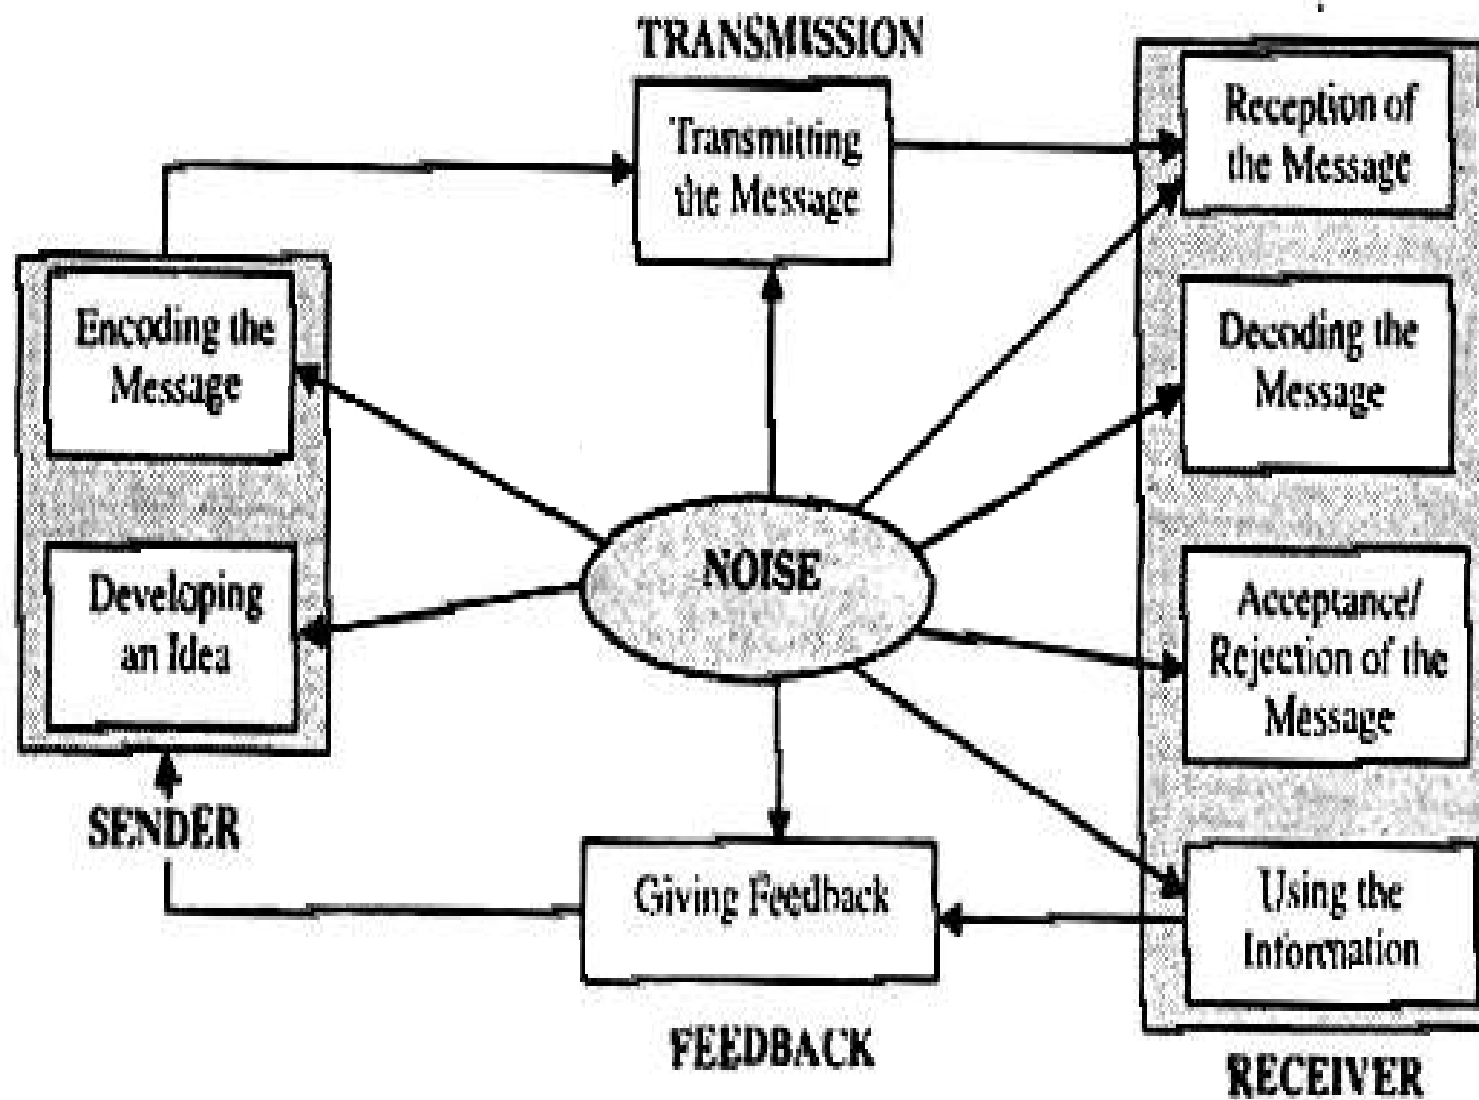 TRANSMISSION
Transmitting
the Message
Reception of
the Message
Encoding the
Message
Decoding the
Message
NOISE
Developing
an Idea
Acceptance/
Rejection of the
Message
SENDER
Giving Feedback
Using the
Information
FEEDBACK
RECEIVER